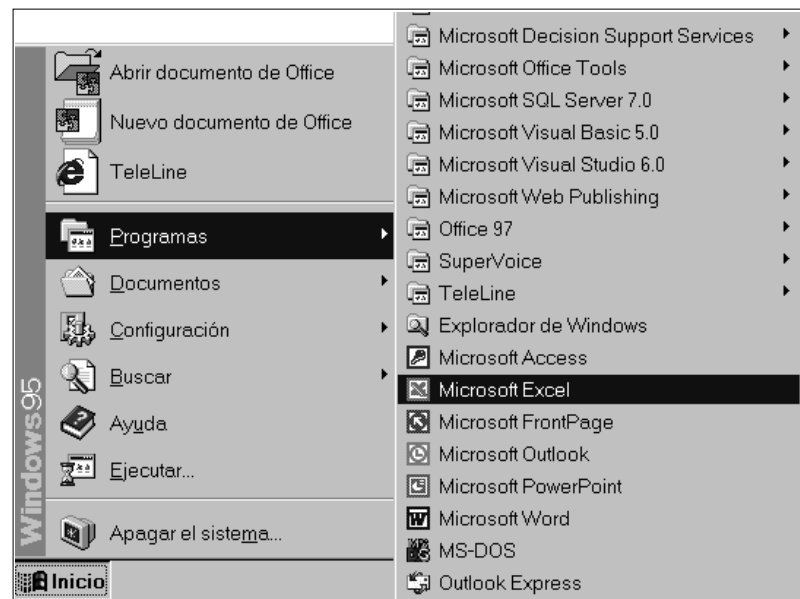 Abrir documento de Office
Nuevo documento de Office
TeleLine
Programas
Documentos
Configuración
Buscar
Ayuda
Ejecutar...
Apagar el sistema...
Windows95
Inicio
Microsoft Decision Support Services
Microsoft Office Tools
Microsoft SQL Server 7.0
Microsoft Visual Basic 5.0
Microsoft Visual Studio 6.0
Microsoft Web Publishing
Office 97
SuperVoice
TeleLine
Explorador de Windows
Microsoft Access
Microsoft Excel
Microsoft FrontPage
Microsoft Outlook
Microsoft PowerPoint
Microsoft Word
MS-DOS
Outlook Express